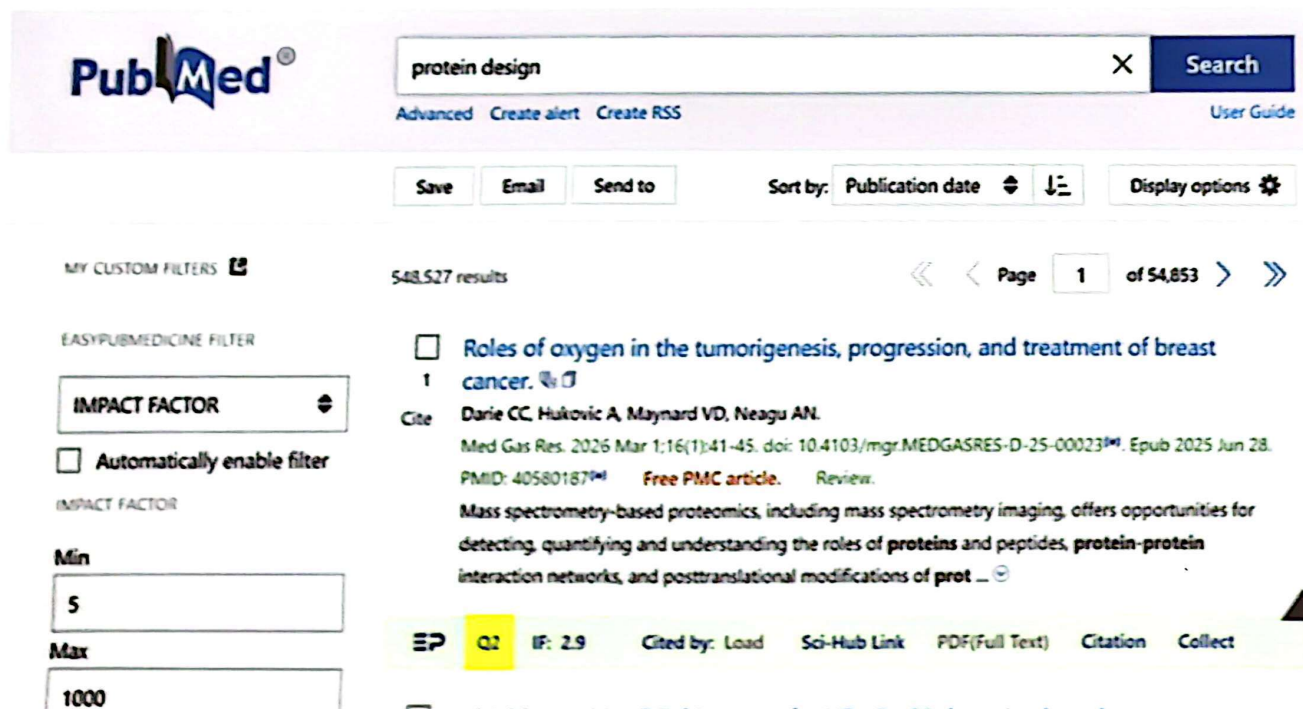 PubMed®
protein design
Search
Advanced Create alert Create RSS
User Guide
Save Email Send to
Sort by: Publication date
Display options
MY CUSTOM FILTERS
548,527 results
Page 1 of 54,853
EASYPUBMEDICINE FILTER
IMPACT FACTOR
Automatically enable filter
IMPACT FACTOR
Min
5
Max
1000
Roles of oxygen in the tumorigenesis, progression, and treatment of breast
1 cancer.
Cite Darie CC, Hukovic A, Maynard VD, Neagu AN.
Med Gas Res. 2026 Mar 1;16(1):41-45. doi: 10.4103/mgr.MEDGASRES-D-25-00023. Epub 2025 Jun 28.
PMID: 40580187 Free PMC article. Review.
Mass spectrometry-based proteomics, including mass spectrometry imaging, offers opportunities for
detecting, quantifying and understanding the roles of proteins and peptides, protein-protein
interaction networks, and posttranslational modifications of prot ...
EP Q2 IF: 2.9 Cited by: Load Sci-Hub Link PDF(Full Text) Citation Collect